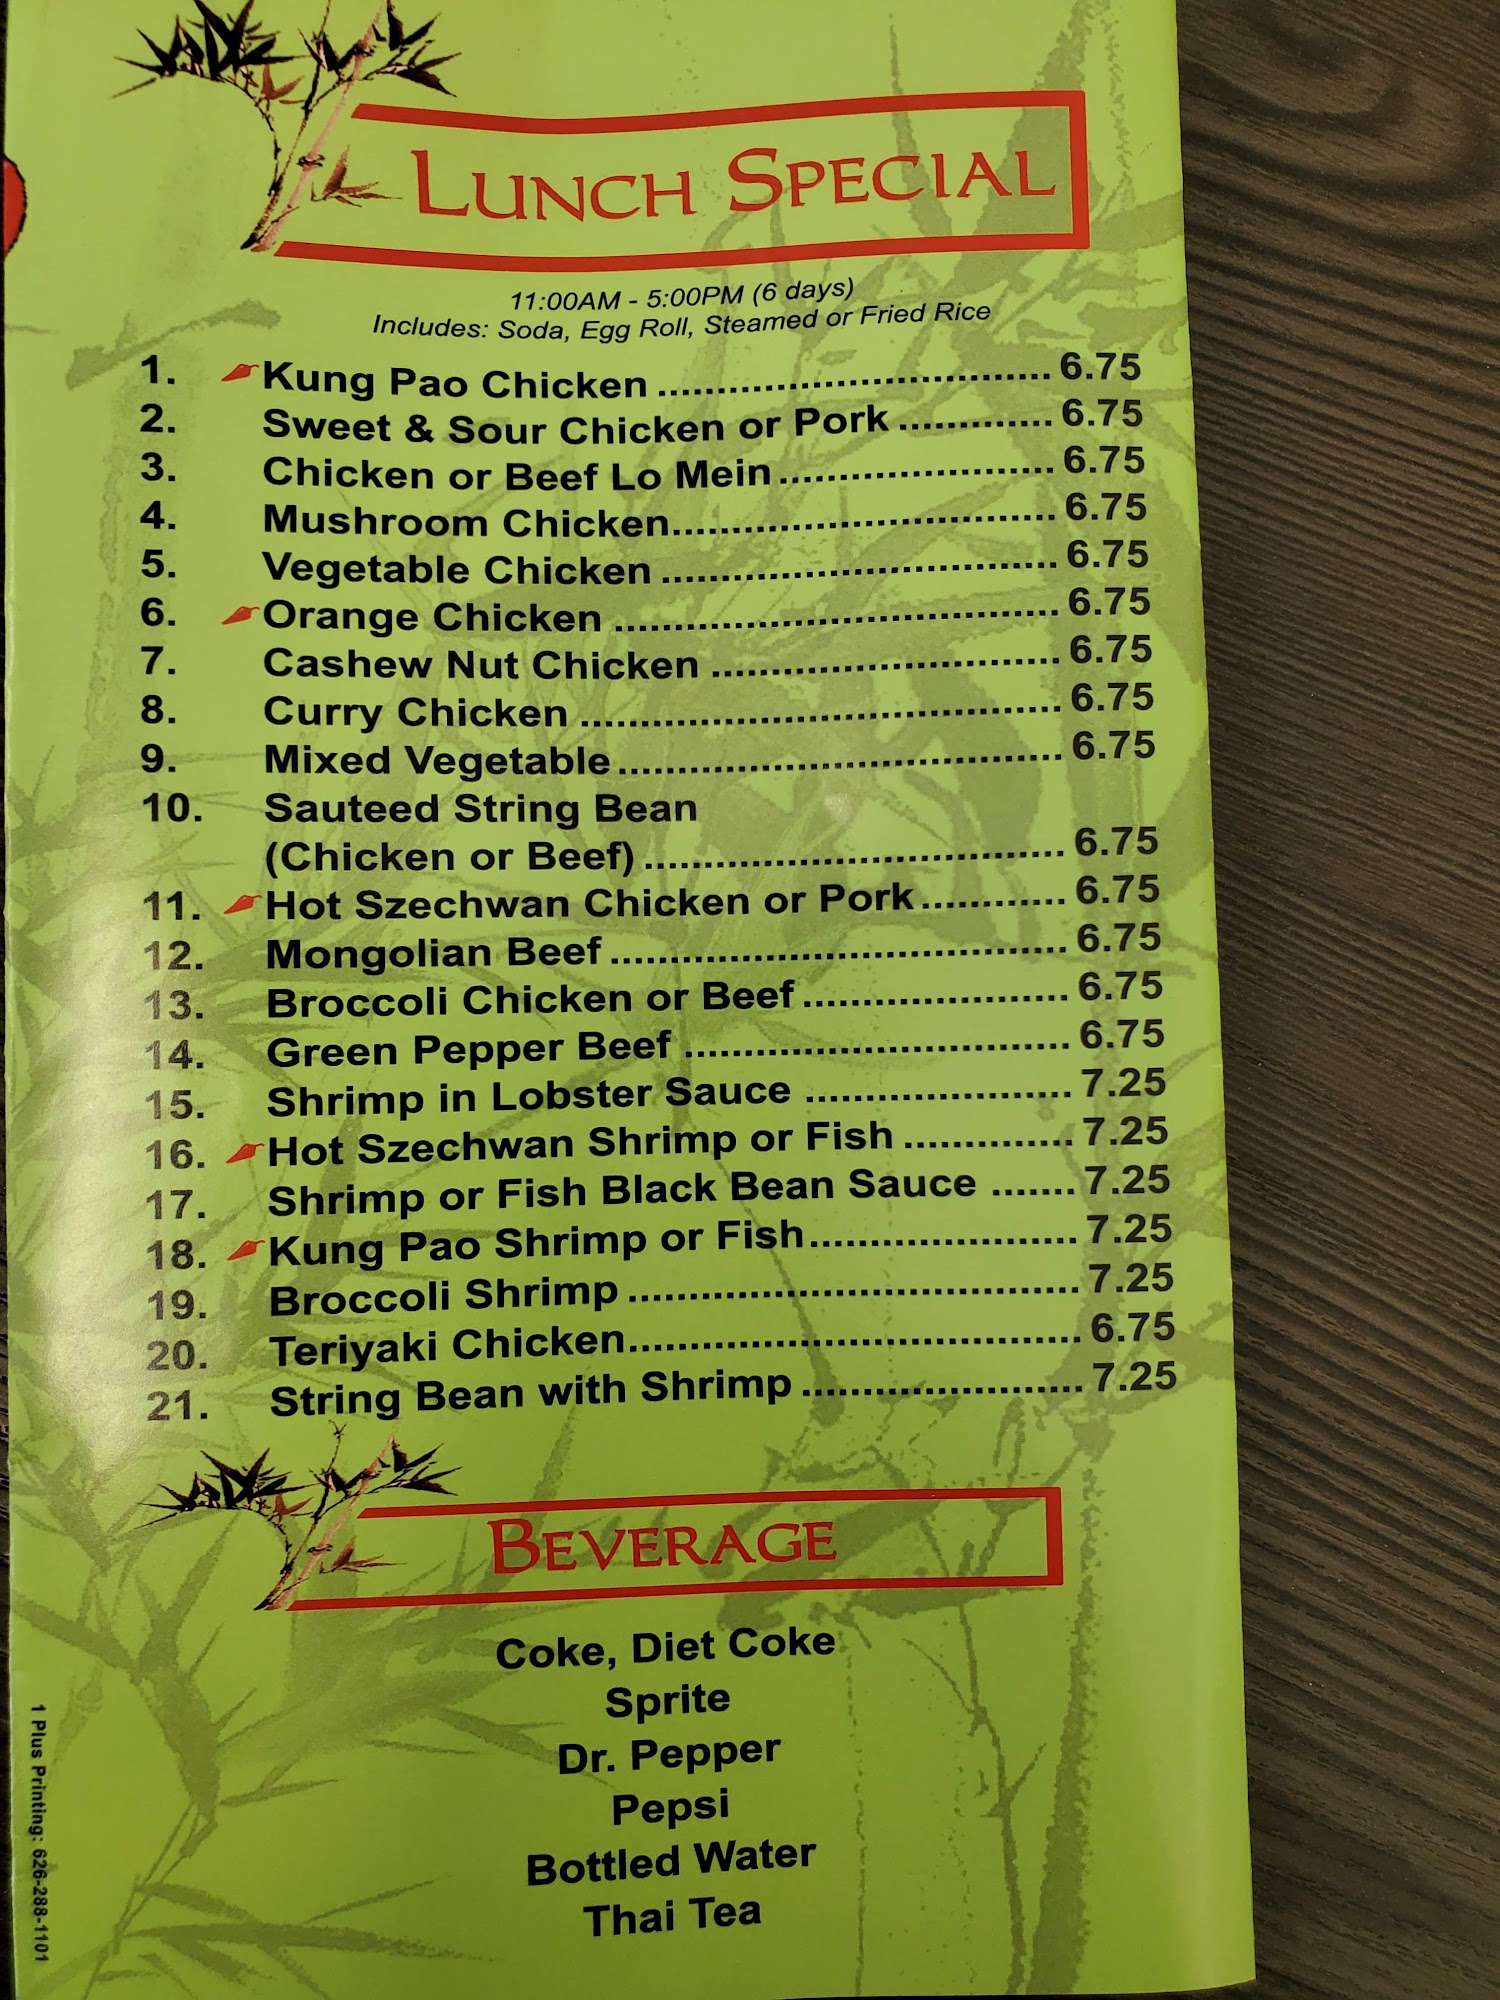 LUNCH SPECIAL
11:00AM - 5:00PM (6 days)
Includes: Soda, Egg Roll, Steamed or Fried Rice
1. Kung Pao Chicken ................................. 6.75
2. Sweet & Sour Chicken or Pork ............. 6.75
3. Chicken or Beef Lo Mein ....................... 6.75
4. Mushroom Chicken................................ 6.75
5. Vegetable Chicken ................................. 6.75
6. Orange Chicken ..................................... 6.75
7. Cashew Nut Chicken ............................. 6.75
8. Curry Chicken ........................................ 6.75
9. Mixed Vegetable ..................................... 6.75
10. Sauteed String Bean
(Chicken or Beef) ................................... 6.75
11. Hot Szechwan Chicken or Pork ............ 6.75
12. Mongolian Beef ...................................... 6.75
13. Broccoli Chicken or Beef ...................... 6.75
14. Green Pepper Beef ................................ 6.75
15. Shrimp in Lobster Sauce ...................... 7.25
16. Hot Szechwan Shrimp or Fish .............. 7.25
17. Shrimp or Fish Black Bean Sauce ....... 7.25
18. Kung Pao Shrimp or Fish....................... 7.25
19. Broccoli Shrimp ...................................... 7.25
20. Teriyaki Chicken...................................... 6.75
21. String Bean with Shrimp ........................ 7.25
BEVERAGE
Coke, Diet Coke
Sprite
Dr. Pepper
Pepsi
Bottled Water
Thai Tea
1 Plus Printing: 626-288-1101